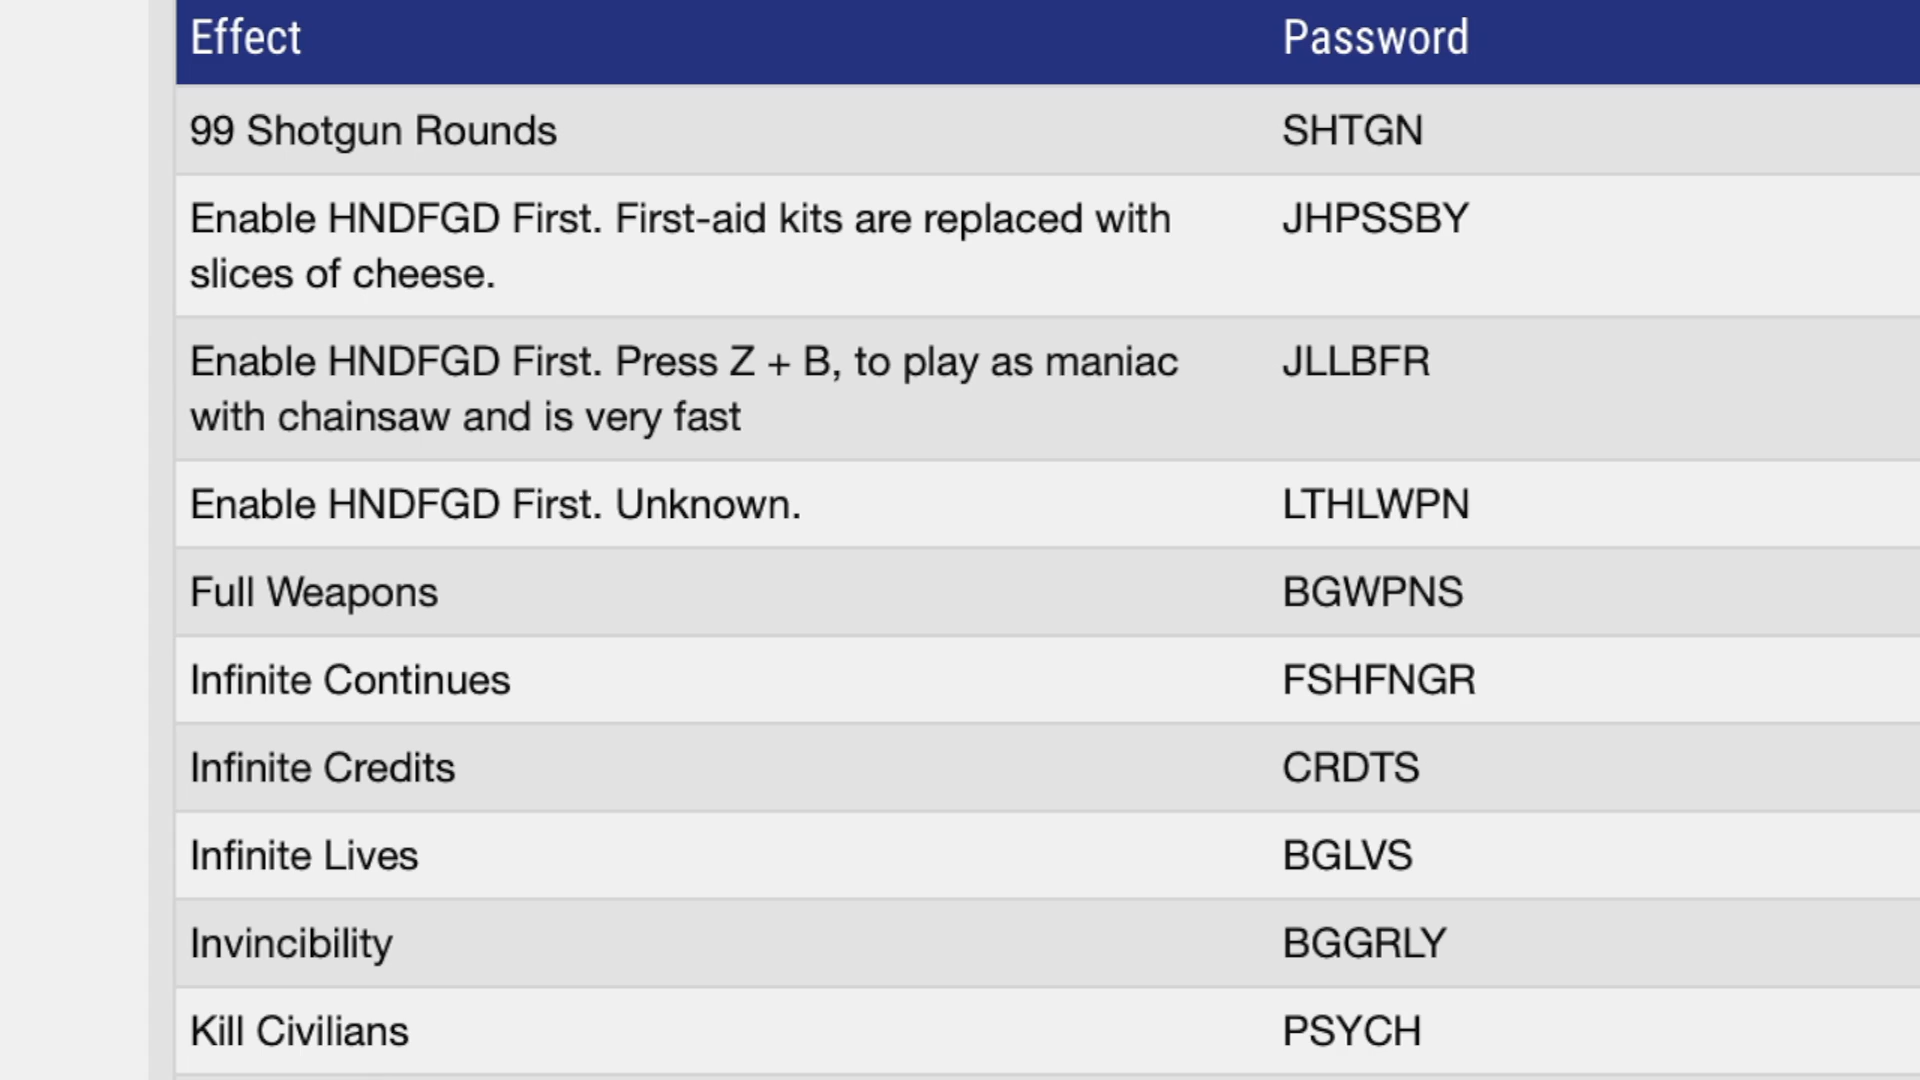 Effect Password
99 Shotgun Rounds SHTGN
Enable HNDFGD First. First-aid kits are replaced with JHPSSBY
slices of cheese.
Enable HNDFGD First. Press Z + B, to play as maniac JLLBFR
with chainsaw and is very fast
Enable HNDFGD First. Unknown. LTHLWPN
Full Weapons BGWPNS
Infinite Continues FSHFNGR
Infinite Credits CRDTS
Infinite Lives BGLVS
Invincibility BGGRLY
Kill Civilians PSYCH